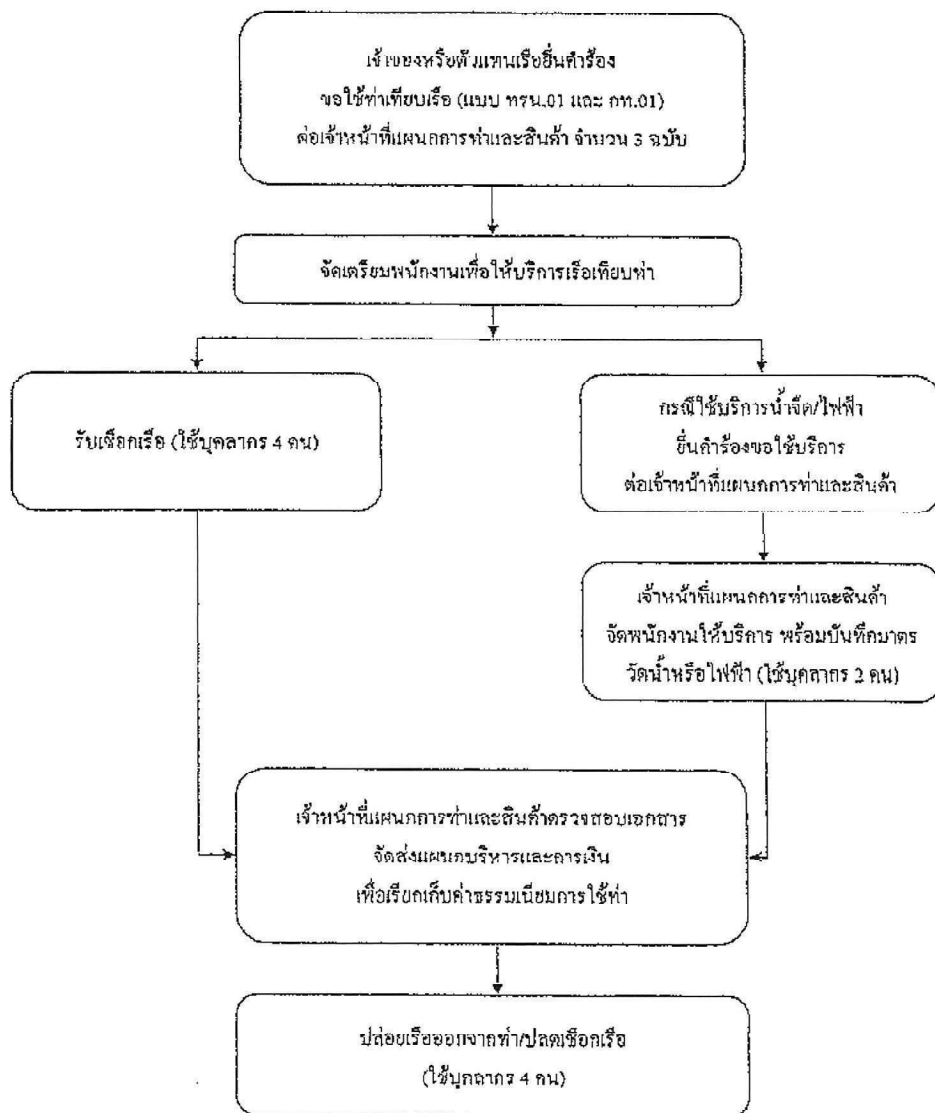 เจ้าของหรือตัวแทนเรือยื่นคำร้อง
ขอใช้ท่าเทียบเรือ (แบบ ทรน.01 และ กท.01)
ต่อเจ้าหน้าที่แผนกการท่าและสินค้า จำนวน 3 ฉบับ
จัดเตรียมพนักงานเพื่อให้บริการเรือเทียบท่า
รับเชือกเรือ (ใช้บุคลากร 4 คน)
กรณีใช้บริการน้ำจืด/ไฟฟ้า
ยื่นคำร้องขอใช้บริการ
ต่อเจ้าหน้าที่แผนกการท่าและสินค้า
เจ้าหน้าที่แผนกการท่าและสินค้า
จัดพนักงานให้บริการ พร้อมบันทึกมาตร
วัดน้ำหรือไฟฟ้า (ใช้บุคลากร 2 คน)
เจ้าหน้าที่แผนกการท่าและสินค้าตรวจสอบเอกสาร
จัดส่งแผนกบริหารและการเงิน
เพื่อเรียกเก็บค่าธรรมเนียมการใช้ท่า
ปล่อยเรือออกจากท่า/ปลดเชือกเรือ
(ใช้บุคลากร 4 คน)